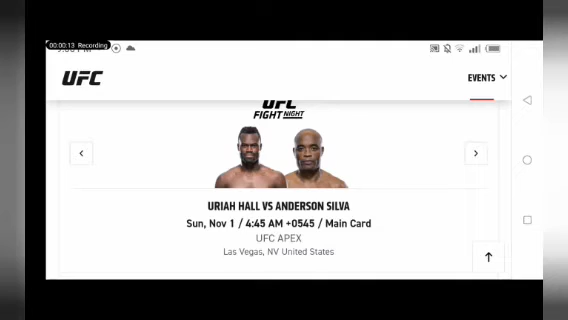 00:00:13 Recording
UFC
EVENTS
UFC
FIGHT NIGHT
URIAH HALL VS ANDERSON SILVA
Sun, Nov 1 / 4:45 AM +0545 / Main Card
UFC APEX
Las Vegas, NV United States